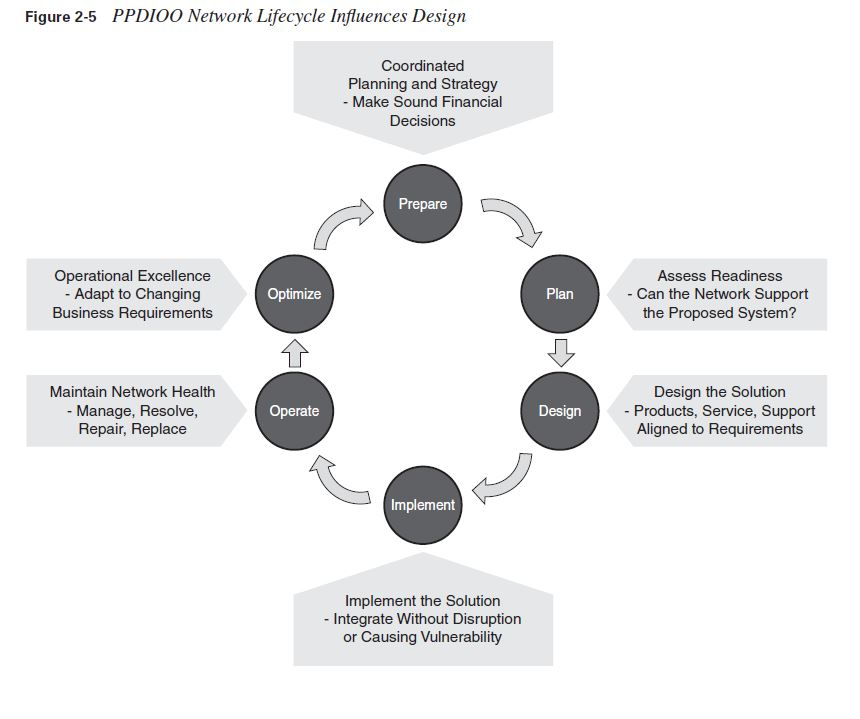 Figure 2-5 PPDIOO Network Lifecycle Influences Design
Coordinated
Planning and Strategy
- Make Sound Financial
Decisions
Prepare
Operational Excellence
- Adapt to Changing
Business Requirements
Optimize
Plan
Assess Readiness
- Can the Network Support
the Proposed System?
Maintain Network Health
- Manage, Resolve,
Repair, Replace
Operate
Design
Design the Solution
- Products, Service, Support
Aligned to Requirements
Implement
Implement the Solution
- Integrate Without Disruption
or Causing Vulnerability